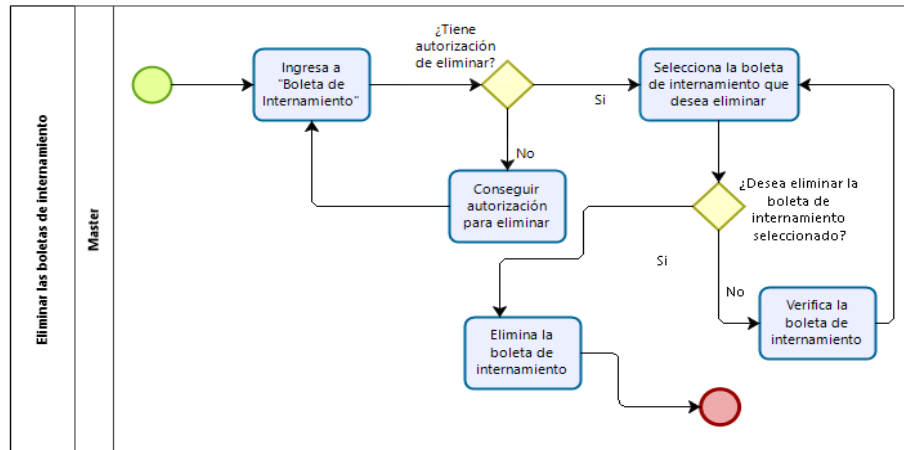 Eliminar las boletas de internamiento
Master
Ingresa a
"Boleta de
Internamiento"
¿Tiene
autorización
de eliminar?
Si
Selecciona la boleta
de internamiento que
desea eliminar
No
Conseguir
autorización
para eliminar
¿Desea eliminar la
boleta de
internamiento
seleccionado?
Si
No
Verifica la
boleta de
internamiento
Elimina la
boleta de
internamiento